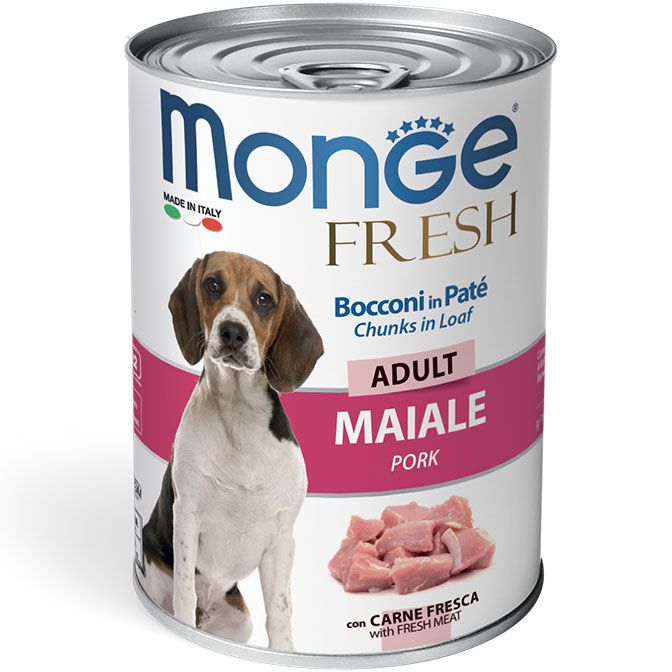 MONGE®
MADE IN ITALY
FRESH
Bocconi in Paté
Chunks in Loaf
ADULT
MAIALE
PORK
con CARNE FRESCA
with FRESH MEAT